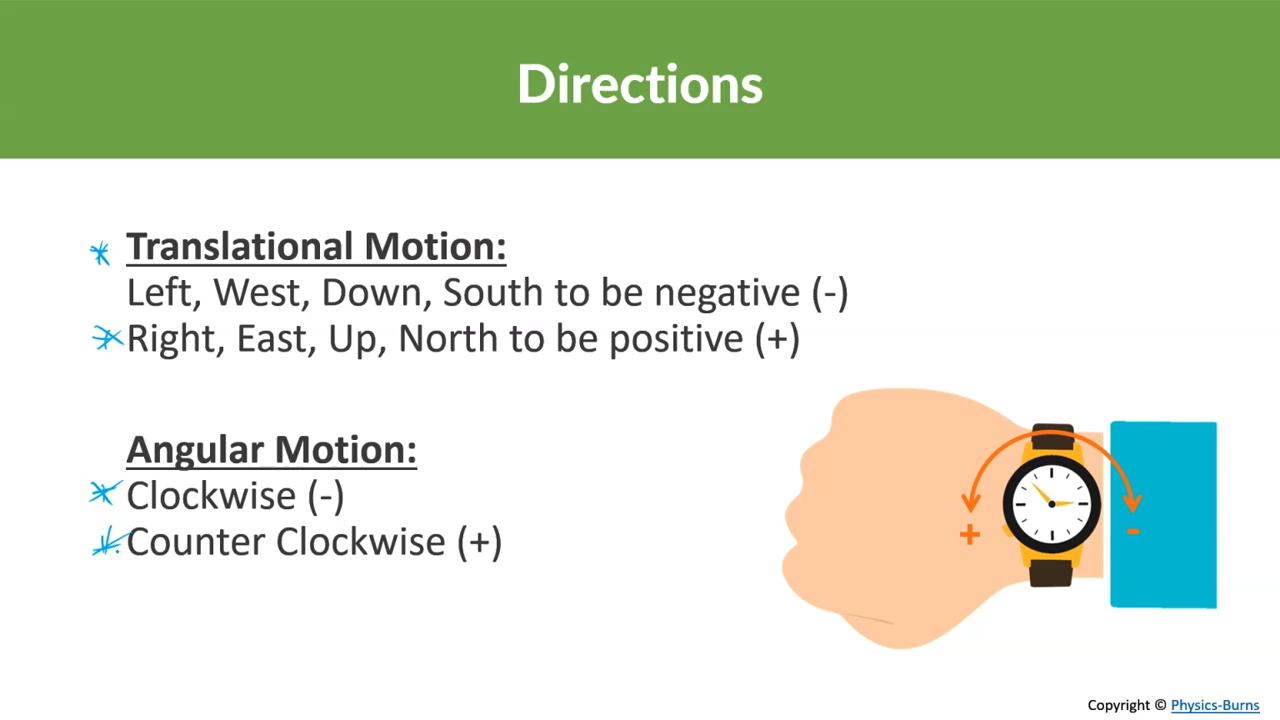 Directions
Translational Motion:
Left, West, Down, South to be negative (-)
Right, East, Up, North to be positive (+)
Angular Motion:
Clockwise (-)
Counter Clockwise (+)
+
-
Copyright © Physics-Burns